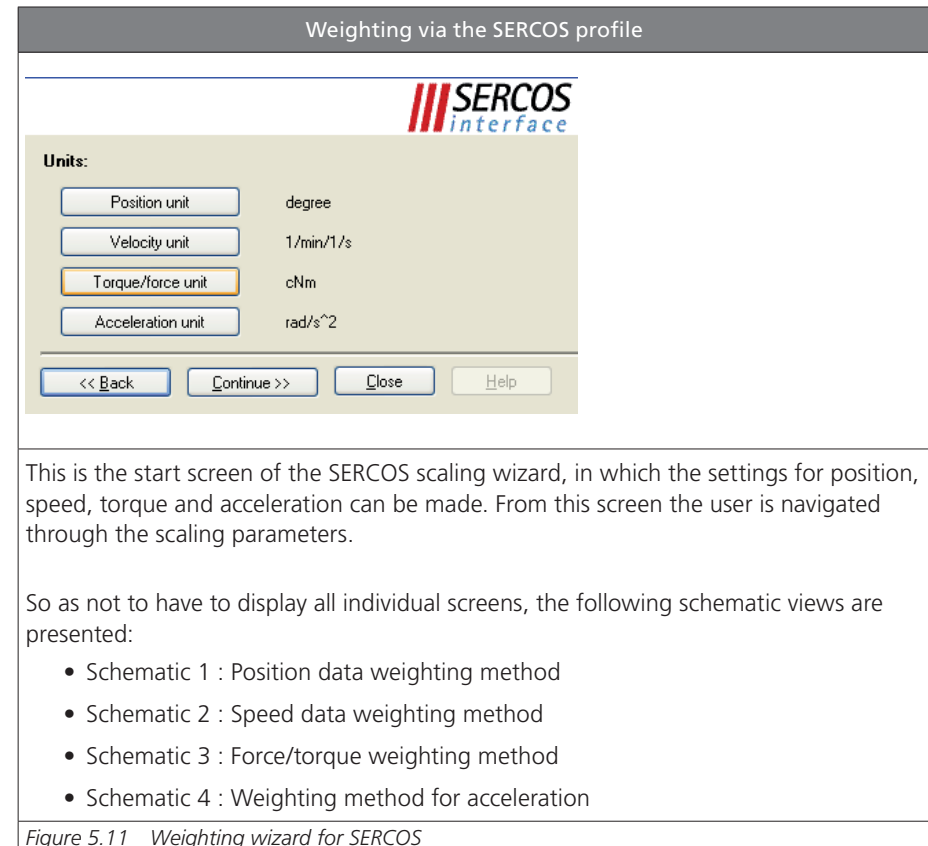 Weighting via the SERCOS profile
SERCOS
interface
Units:
Position unit degree
Velocity unit 1/min/1/s
Torque/force unit cNm
Acceleration unit rad/s^2
<< Back Continue >> Close Help
This is the start screen of the SERCOS scaling wizard, in which the settings for position,
speed, torque and acceleration can be made. From this screen the user is navigated
through the scaling parameters.
So as not to have to display all individual screens, the following schematic views are
presented:
• Schematic 1 : Position data weighting method
• Schematic 2 : Speed data weighting method
• Schematic 3 : Force/torque weighting method
• Schematic 4 : Weighting method for acceleration
Figure 5.11 Weighting wizard for SERCOS